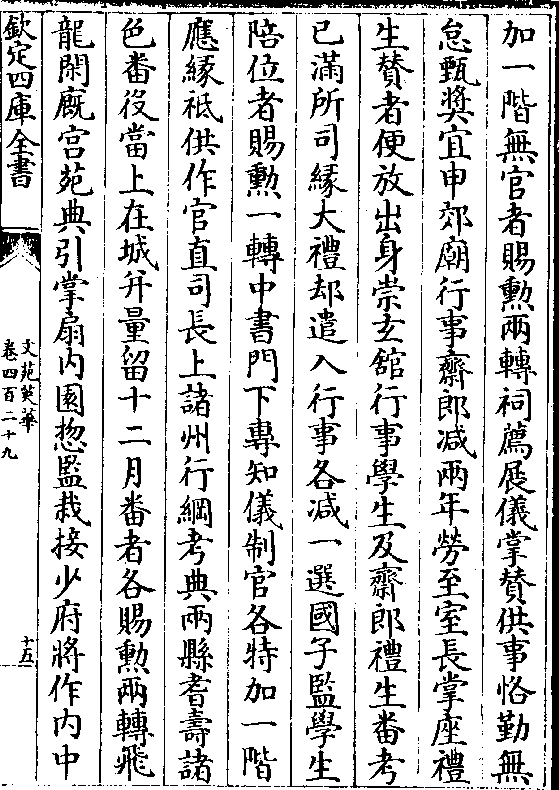 加一階無官者賜勲兩轉祠薦展儀掌賛供事恪勤無
怠甄奬宜申郊廟行事齋郎减兩年勞至室長掌座禮
生賛者便放出身崇玄舘行事學生及齋郎禮生番考
已滿所司緣大禮却遣入行事各减一選國子監學生
陪位者賜勲一轉中書門下專知儀制官各特加一階
應緣祗供作官直司長上諸州行綱考典兩縣耆壽諸
色番役當上在城并量留十二月番者各賜勲兩轉飛
龍閑廐宫苑典引掌扇内園惣監栽接少府將作内中
欽定四庫全書
文苑英華
卷四百二十九
十五